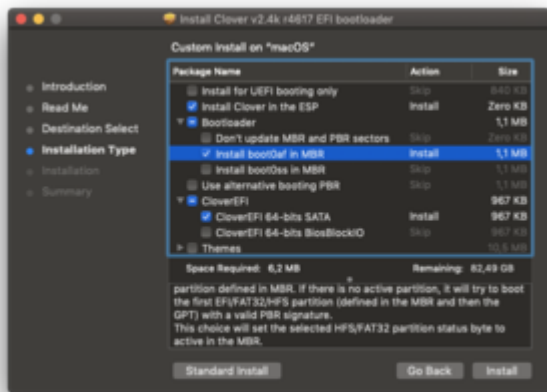 Install Clover v2.4k r4617 EFI bootloader
Custom Install on "macOS"
Package Name Action Size
Install for UEFI booting only Skip 840 KB
Install Clover in the ESP Install Zero KB
Bootloader 1,1 MB
Don't update MBR and PBR sectors Skip Zero KB
Install boot0af in MBR Install 1,1 MB
Install boot0ss in MBR Skip 1,1 MB
Use alternative booting PBR Skip 1,1 MB
CloverEFI 967 KB
CloverEFI 64-bits SATA Install 967 KB
CloverEFI 64-bits BiosBlockIO Skip 967 KB
Themes 10,5 MB
Introduction
Read Me
Destination Select
Installation Type
Installation
Summary
Space Required: 6,2 MB Remaining: 82,49 GB
partition defined in MBR. If there is no active partition, it will try to boot
the first EFI/FAT32/HFS partition (defined in the MBR and then the
GPT) with a valid PBR signature.
This choice will set the selected HFS/FAT32 partition status byte to
active in the MBR.
Standard Install Go Back Install